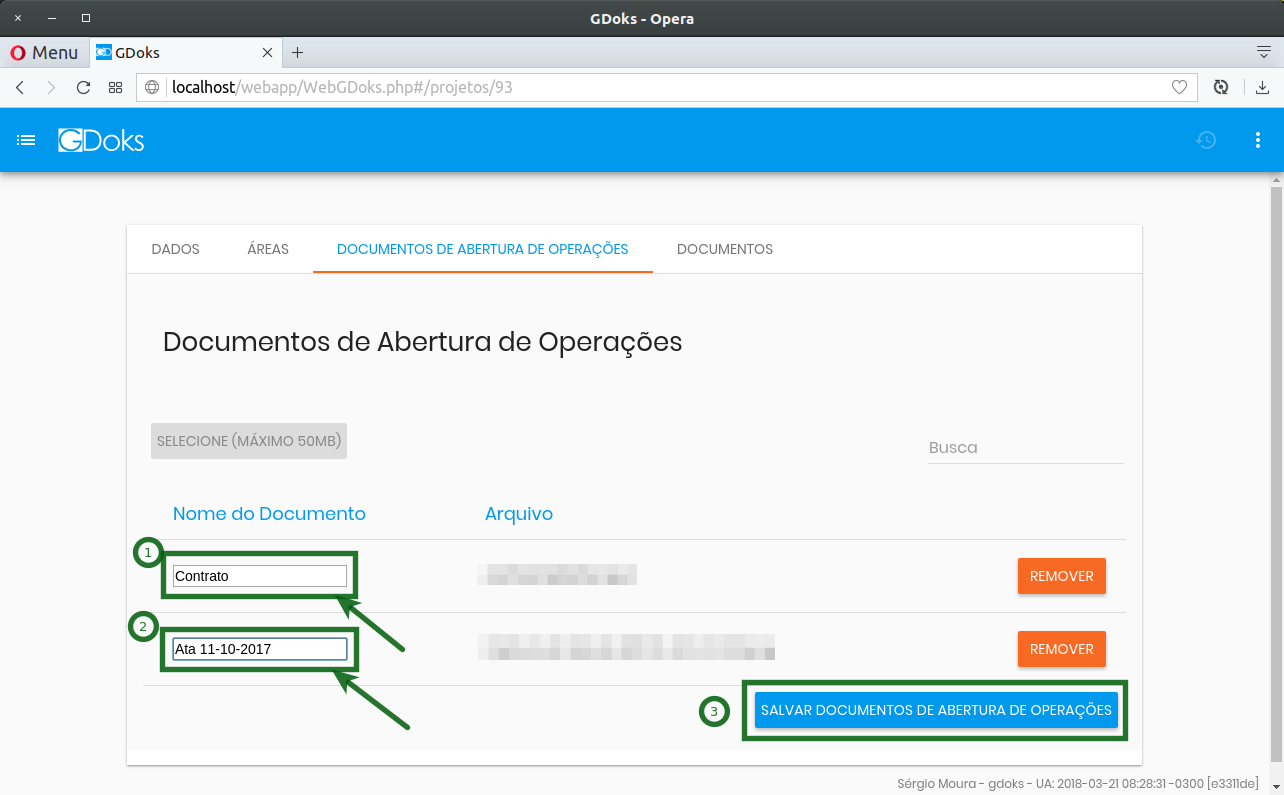 GDoks - Opera
Menu
GDoks
localhost/webapp/WebGDoks.php#/projetos/93
GDoks
DADOS ÁREAS DOCUMENTOS DE ABERTURA DE OPERAÇÕES DOCUMENTOS
Documentos de Abertura de Operações
SELECIONE (MÁXIMO 50MB)
Busca
Nome do Documento Arquivo
1
Contrato
REMOVER
2
Ata 11-10-2017
REMOVER
3
SALVAR DOCUMENTOS DE ABERTURA DE OPERAÇÕES
Sérgio Moura - gdoks - UA: 2018-03-21 08:28:31 -0300 [e3311de]